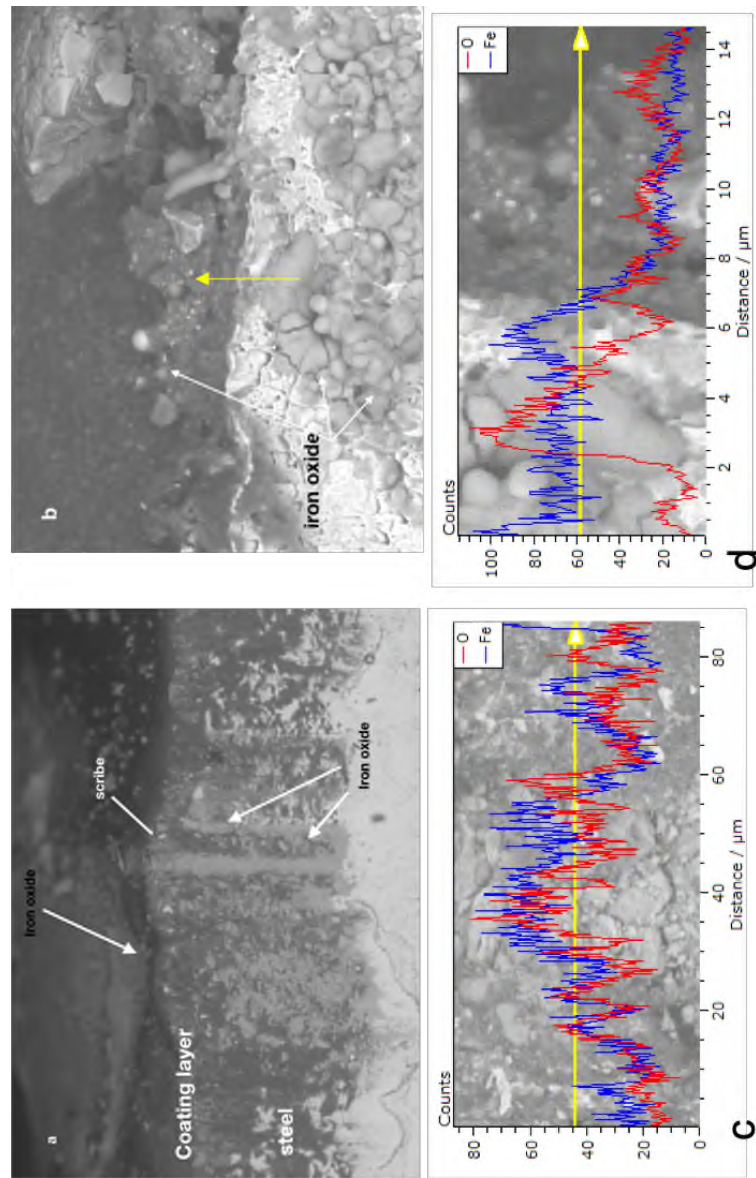 a
Iron oxide
scribe
Coating layer
steel
Iron oxide
b
iron oxide
Counts
O
Fe
80
60
40
20
0
20
40
60
80
Distance / µm
c
Counts
O
Fe
100
80
60
40
20
0
2
4
6
8
10
12
14
Distance / µm
d